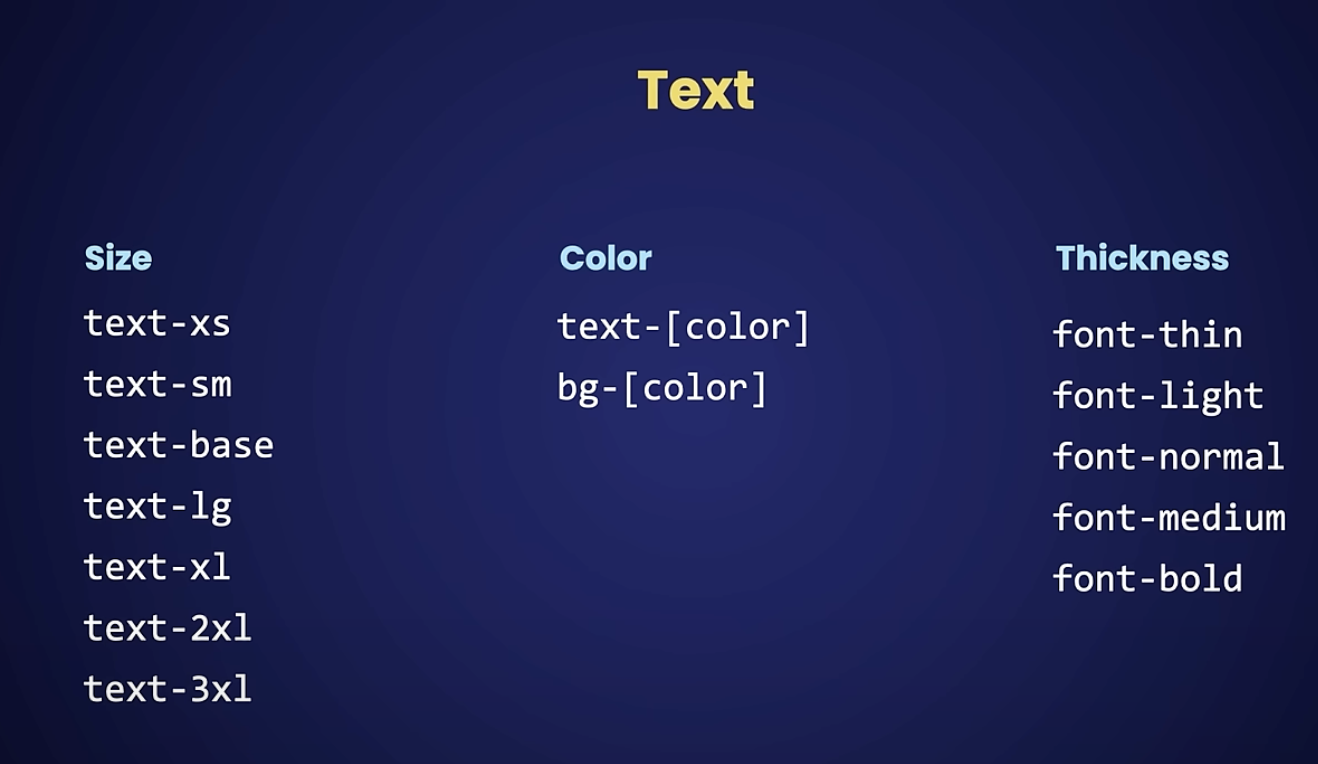 Text
Size
text-xs
text-sm
text-base
text-lg
text-xl
text-2xl
text-3xl
Color
text-[color]
bg-[color]
Thickness
font-thin
font-light
font-normal
font-medium
font-bold